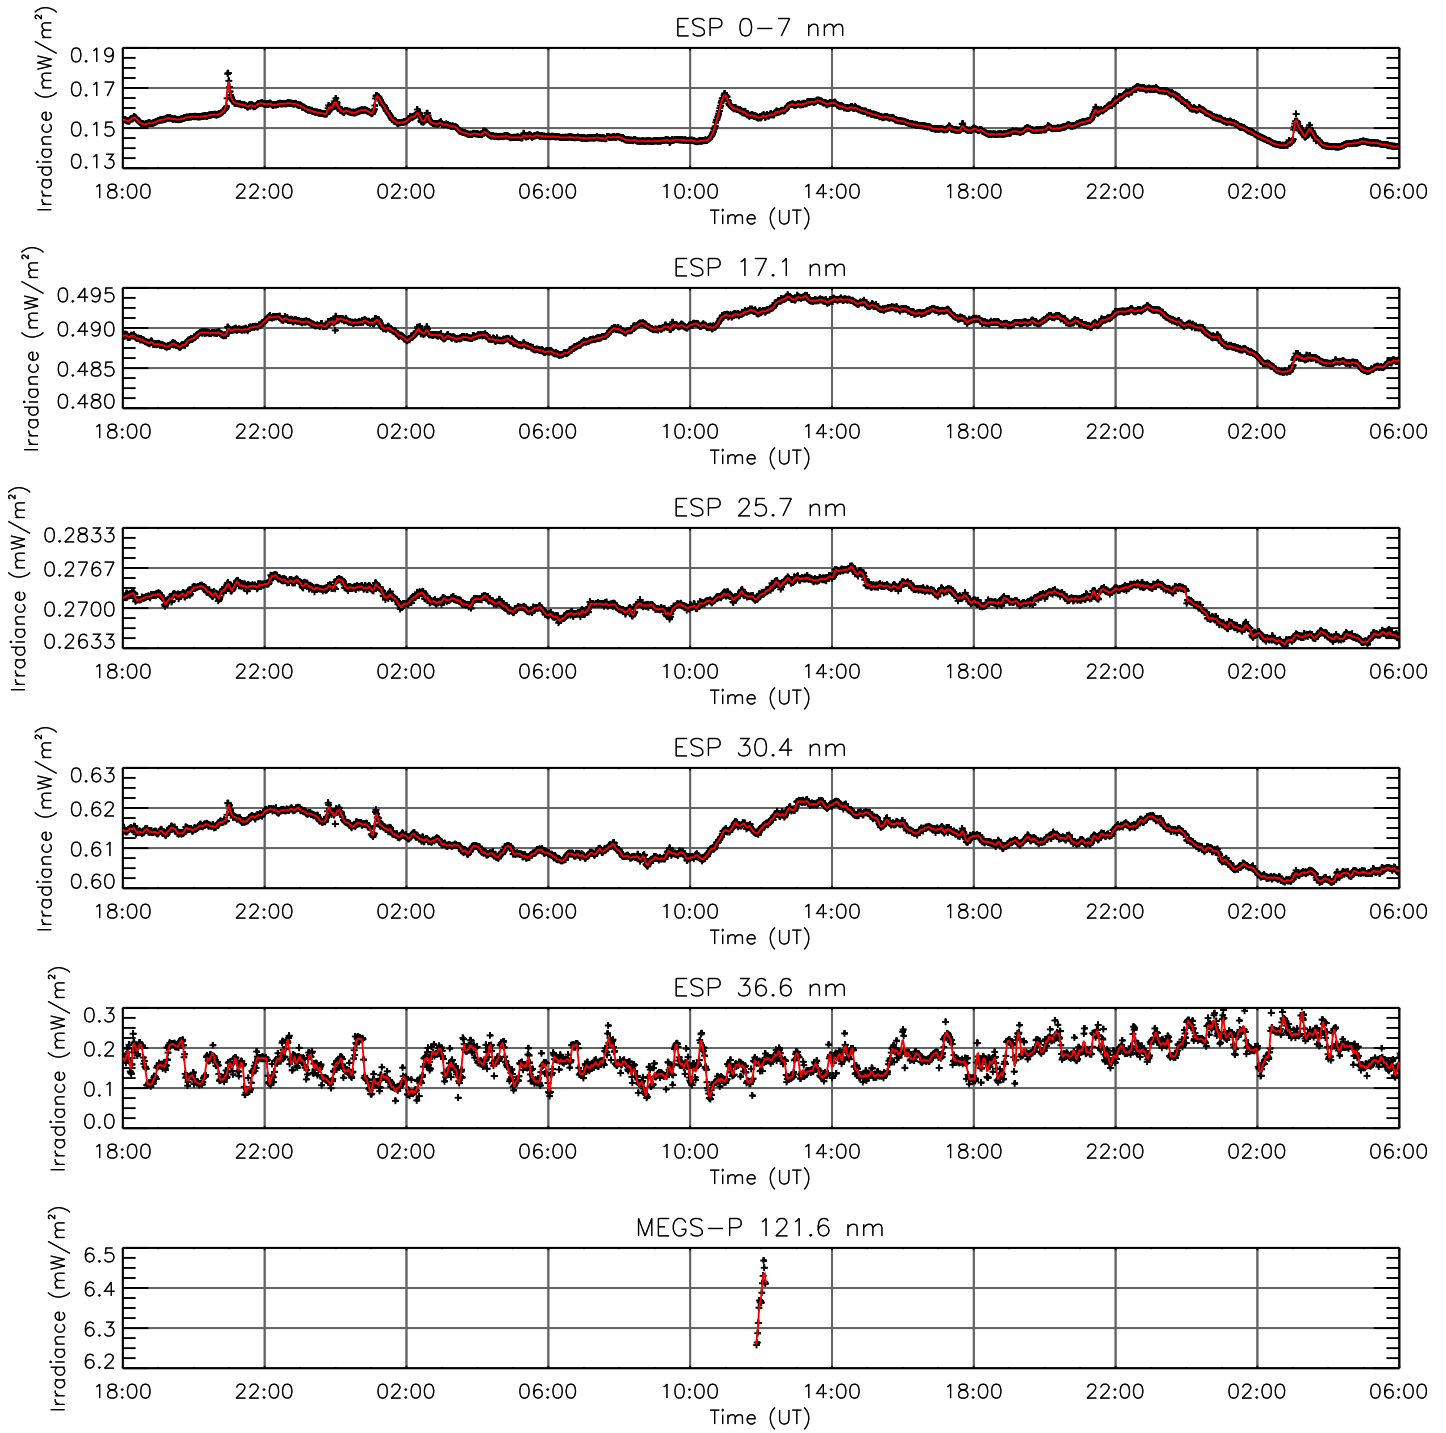 ESP 0−7 nm
Irradiance (mW/m²)
0.19
0.17
0.15
0.13
18:00 22:00 02:00 06:00 10:00 14:00 18:00 22:00 02:00 06:00
Time (UT)
ESP 17.1 nm
Irradiance (mW/m²)
0.495
0.490
0.485
0.480
18:00 22:00 02:00 06:00 10:00 14:00 18:00 22:00 02:00 06:00
Time (UT)
ESP 25.7 nm
Irradiance (mW/m²)
0.2833
0.2767
0.2700
0.2633
18:00 22:00 02:00 06:00 10:00 14:00 18:00 22:00 02:00 06:00
Time (UT)
ESP 30.4 nm
Irradiance (mW/m²)
0.63
0.62
0.61
0.60
18:00 22:00 02:00 06:00 10:00 14:00 18:00 22:00 02:00 06:00
Time (UT)
ESP 36.6 nm
Irradiance (mW/m²)
0.3
0.2
0.1
0.0
18:00 22:00 02:00 06:00 10:00 14:00 18:00 22:00 02:00 06:00
Time (UT)
MEGS−P 121.6 nm
Irradiance (mW/m²)
6.5
6.4
6.3
6.2
18:00 22:00 02:00 06:00 10:00 14:00 18:00 22:00 02:00 06:00
Time (UT)